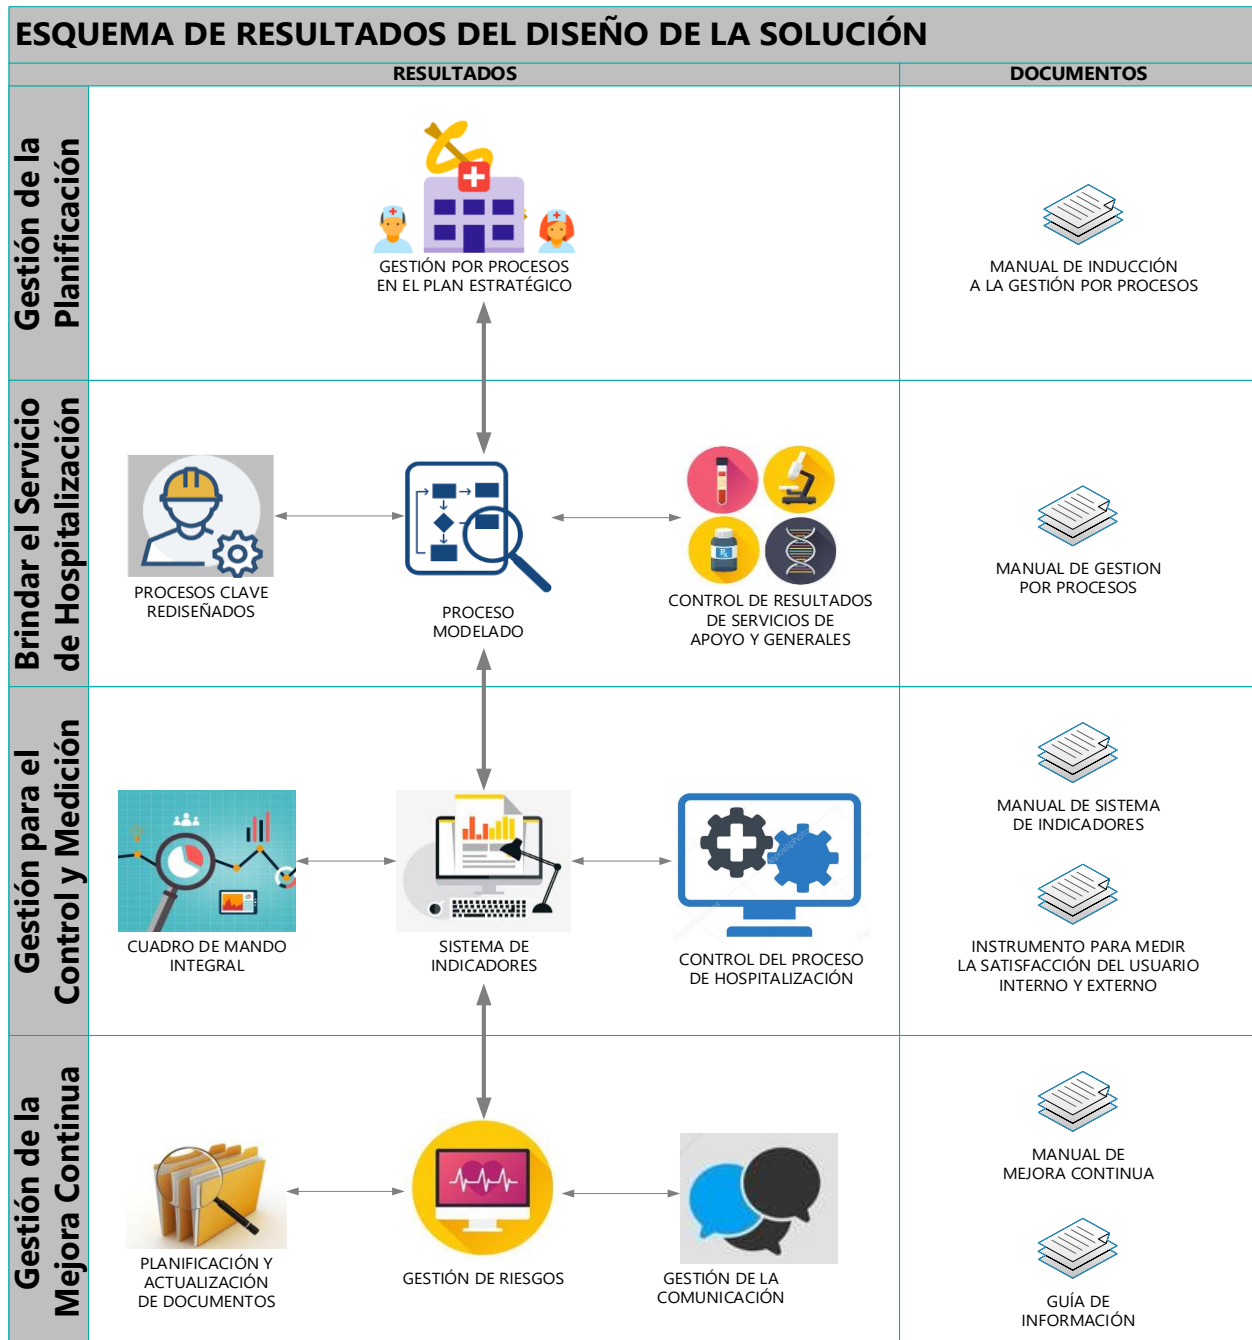 ESQUEMA DE RESULTADOS DEL DISEÑO DE LA SOLUCIÓN
RESULTADOS
DOCUMENTOS
Gestión de la
Planificación
GESTIÓN POR PROCESOS
EN EL PLAN ESTRATÉGICO
MANUAL DE INDUCCIÓN
A LA GESTIÓN POR PROCESOS
Brindar el Servicio
de Hospitalización
PROCESOS CLAVE
REDISEÑADOS
PROCESO
MODELADO
CONTROL DE RESULTADOS
DE SERVICIOS DE
APOYO Y GENERALES
MANUAL DE GESTION
POR PROCESOS
Gestión para el
Control y Medición
CUADRO DE MANDO
INTEGRAL
SISTEMA DE
INDICADORES
CONTROL DEL PROCESO
DE HOSPITALIZACIÓN
MANUAL DE SISTEMA
DE INDICADORES
INSTRUMENTO PARA MEDIR
LA SATISFACCIÓN DEL USUARIO
INTERNO Y EXTERNO
Gestión de la
Mejora Continua
PLANIFICACIÓN Y
ACTUALIZACIÓN
DE DOCUMENTOS
GESTIÓN DE RIESGOS
GESTIÓN DE LA
COMUNICACIÓN
MANUAL DE
MEJORA CONTINUA
GUÍA DE
INFORMACIÓN